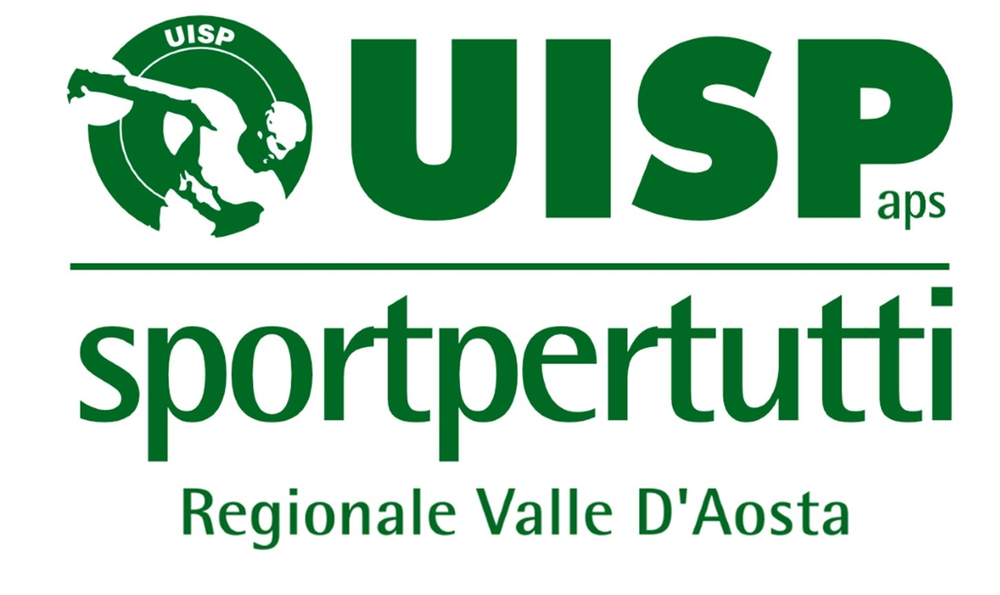 UISP
UISP
aps
sportpertutti
Regionale Valle D'Aosta